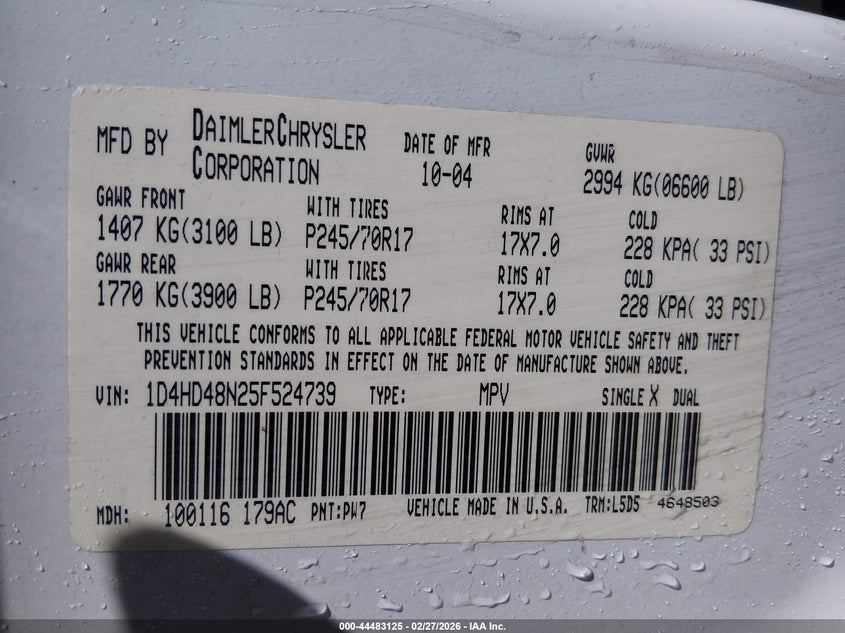 MFD BY DAIMLERCHRYSLER CORPORATION DATE OF MFR 10-04 GVWR 2994 KG(06600 LB)
GAWR FRONT WITH TIRES RIMS AT COLD
1407 KG(3100 LB) P245/70R17 17X7.0 228 KPA( 33 PSI)
GAWR REAR WITH TIRES RIMS AT COLD
1770 KG(3900 LB) P245/70R17 17X7.0 228 KPA( 33 PSI)
THIS VEHICLE CONFORMS TO ALL APPLICABLE FEDERAL MOTOR VEHICLE SAFETY AND THEFT
PREVENTION STANDARDS IN EFFECT ON THE DATE OF MANUFACTURE SHOWN ABOVE.
VIN: 1D4HD48N25F524739 TYPE: MPV SINGLE X DUAL
MDH: 100116 179AC PNT:PW7 VEHICLE MADE IN U.S.A. TRM:L5D5 4648503
000-44483125 - 02/27/2026 - IAA Inc.